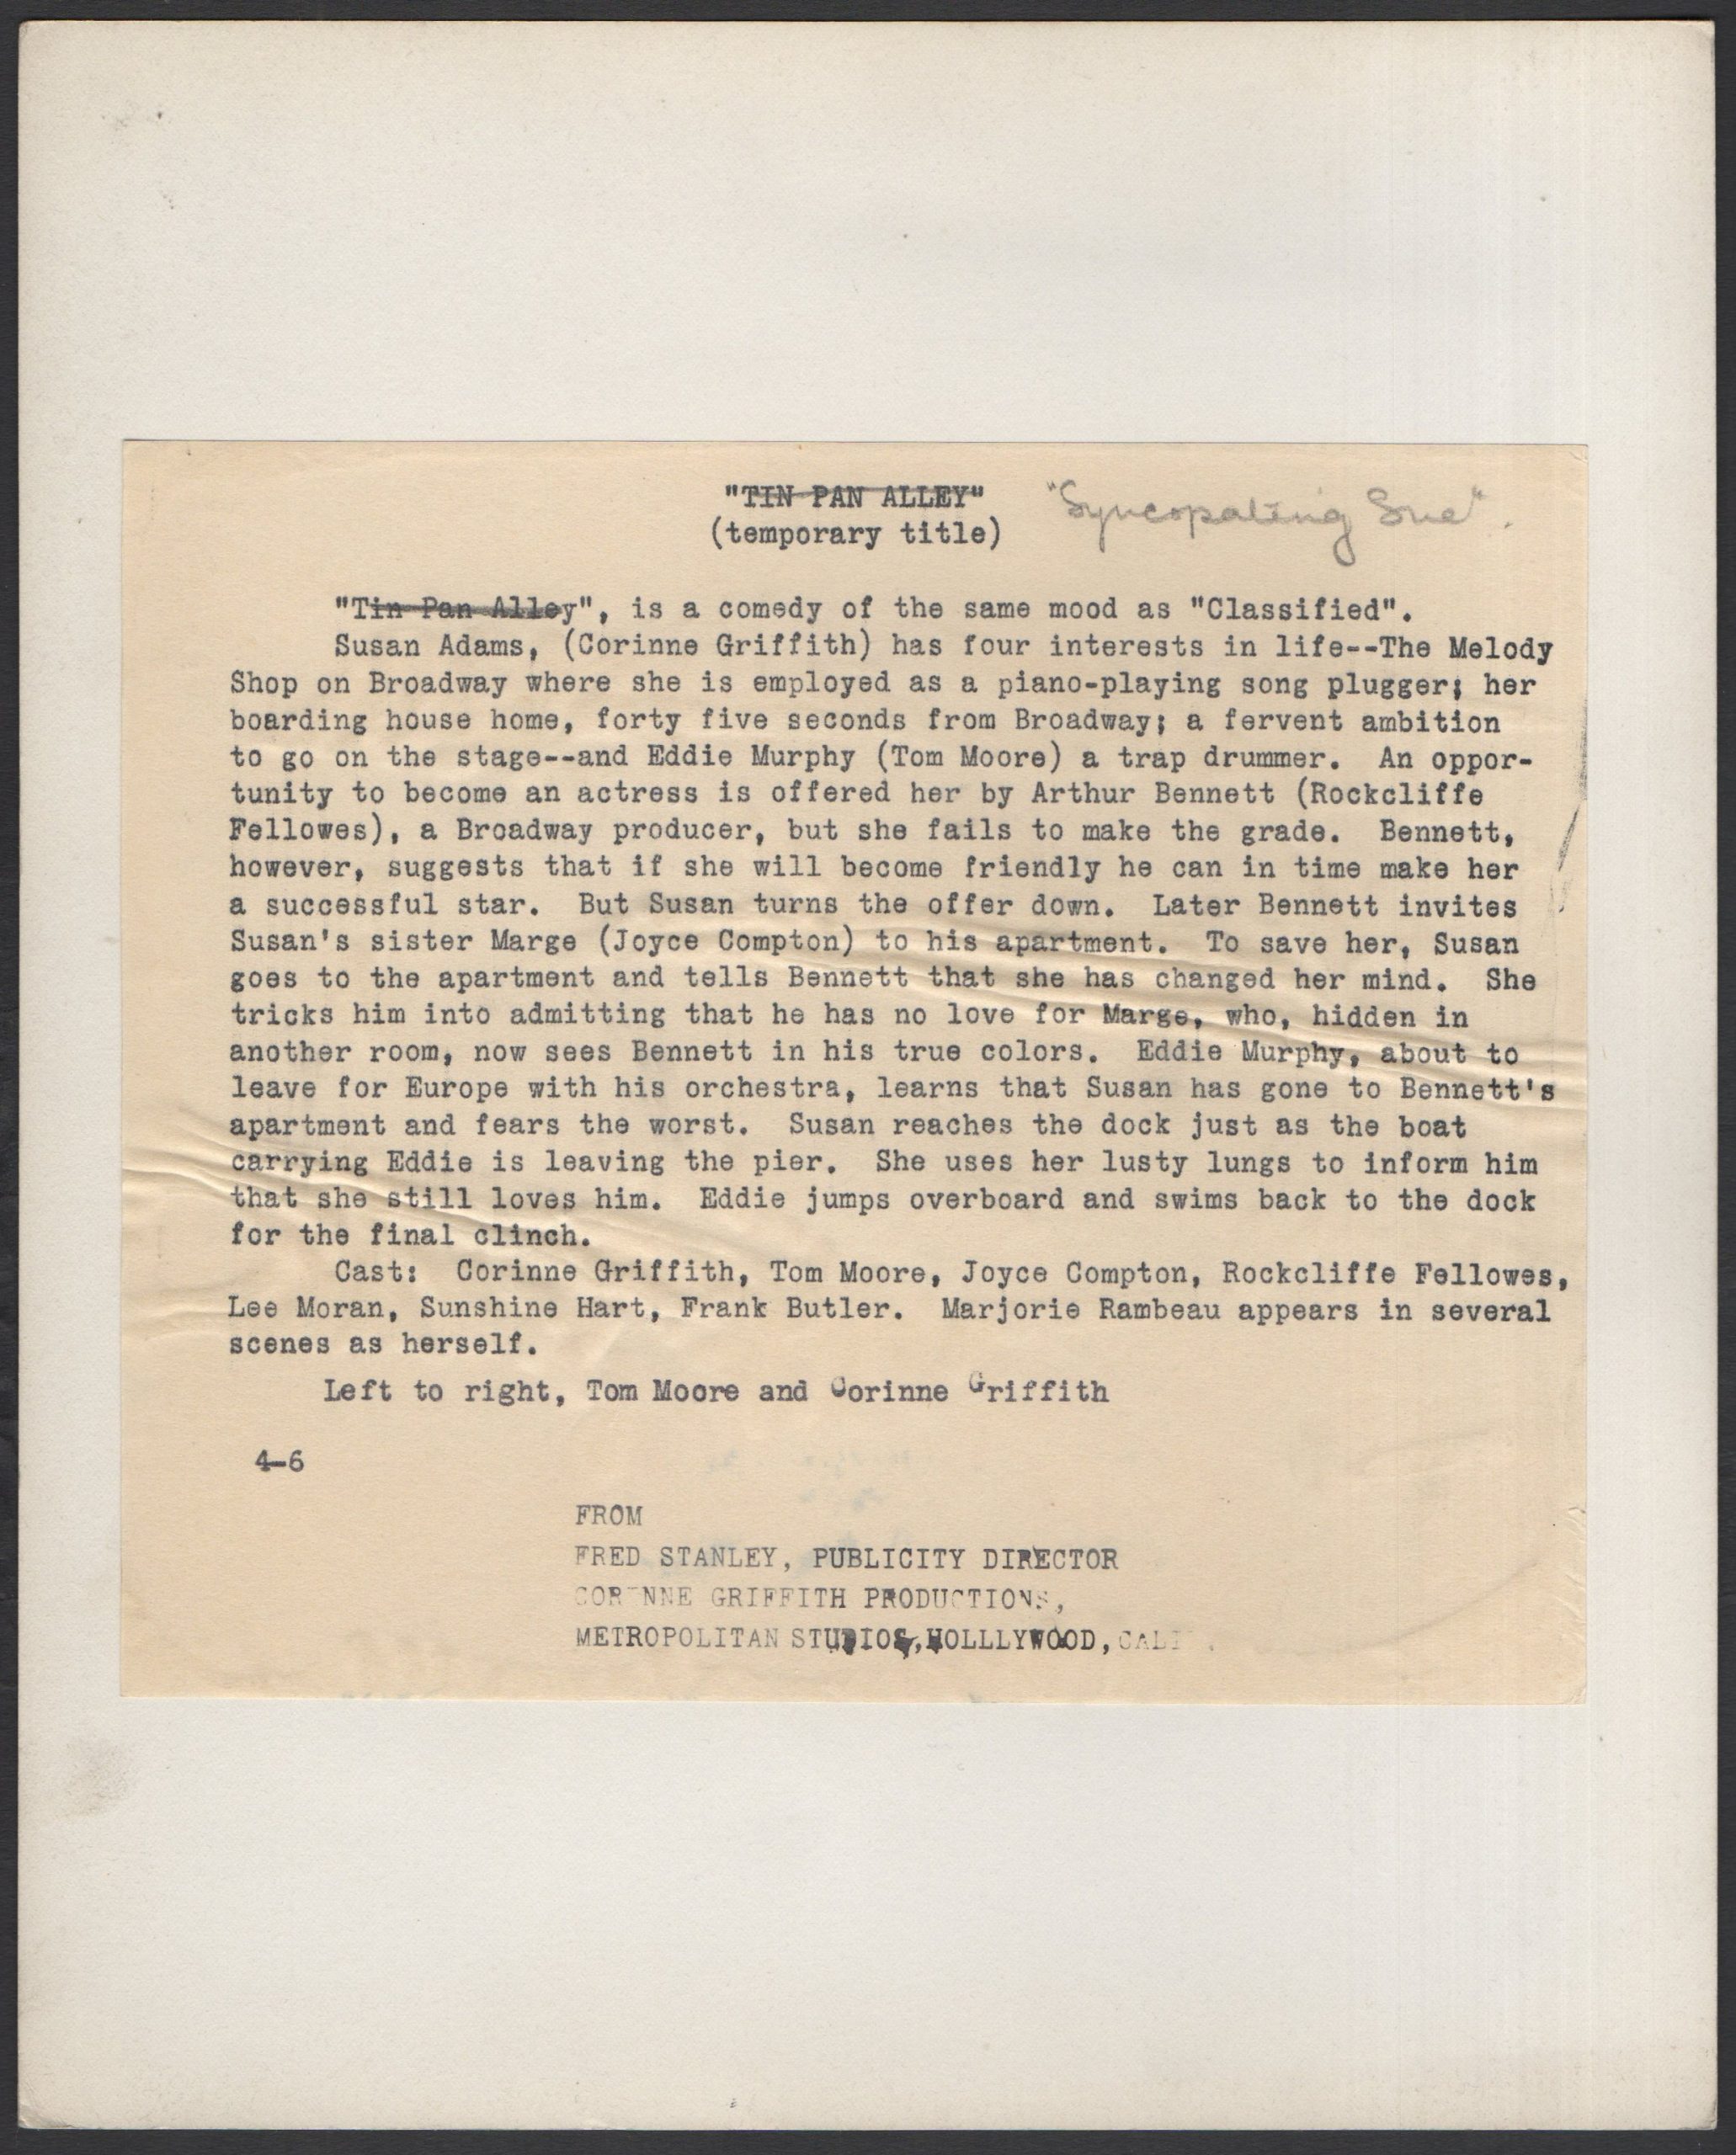 "TIN PAN ALLEY" "Syncopating Sue".
(temporary title)
"Tin Pan Alley", is a comedy of the same mood as "Classified".
Susan Adams, (Corinne Griffith) has four interests in life--The Melody
Shop on Broadway where she is employed as a piano-playing song plugger; her
boarding house home, forty five seconds from Broadway; a fervent ambition
to go on the stage--and Eddie Murphy (Tom Moore) a trap drummer. An oppor-
tunity to become an actress is offered her by Arthur Bennett (Rockcliffe
Fellowes), a Broadway producer, but she fails to make the grade. Bennett,
however, suggests that if she will become friendly he can in time make her
a successful star. But Susan turns the offer down. Later Bennett invites
Susan's sister Marge (Joyce Compton) to his apartment. To save her, Susan
goes to the apartment and tells Bennett that she has changed her mind. She
tricks him into admitting that he has no love for Marge, who, hidden in
another room, now sees Bennett in his true colors. Eddie Murphy, about to
leave for Europe with his orchestra, learns that Susan has gone to Bennett's
apartment and fears the worst. Susan reaches the dock just as the boat
carrying Eddie is leaving the pier. She uses her lusty lungs to inform him
that she still loves him. Eddie jumps overboard and swims back to the dock
for the final clinch.
Cast: Corinne Griffith, Tom Moore, Joyce Compton, Rockcliffe Fellowes,
Lee Moran, Sunshine Hart, Frank Butler. Marjorie Rambeau appears in several
scenes as herself.
Left to right, Tom Moore and Corinne Griffith
4-6
FROM
FRED STANLEY, PUBLICITY DIRECTOR
CORINNE GRIFFITH PRODUCTIONS,
METROPOLITAN STUDIOS, HOLLLYWOOD, CALIF.